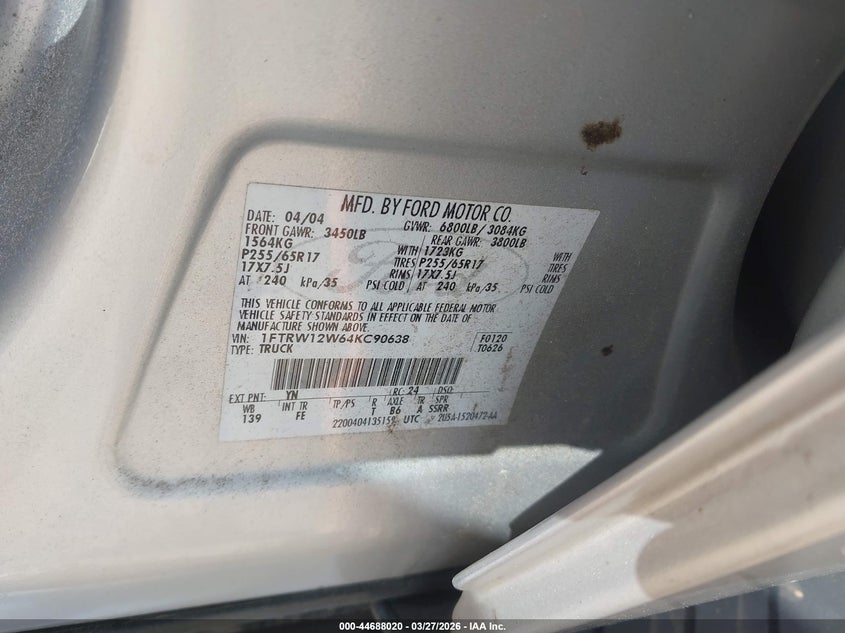 MFD. BY FORD MOTOR CO.
DATE: 04/04 GVWR: 6800LB/ 3084KG
FRONT GAWR: 3450LB REAR GAWR: 3800LB
1564KG WITH 1723KG WITH
P255/65R17 TIRES P255/65R17 TIRES
17X7.5J RIMS 17X7.5J RIMS
AT 240 kPa/35 PSI COLD AT 240 kPa/35 PSI COLD
THIS VEHICLE CONFORMS TO ALL APPLICABLE FEDERAL MOTOR
VEHICLE SAFETY STANDARDS IN EFFECT ON THE DATE OF
MANUFACTURE SHOWN ABOVE.
VIN: 1FTRW12W64KC90638 F0120
TYPE: TRUCK T0626
EXT PNT: YN RC: 24 DSO:
WB INT TR TP/PS R AXLE TR SPR
139 FE T B6 A SSRR
2200404135159 UTC
000-44688020 | 03/27/2026 | IAA Inc.